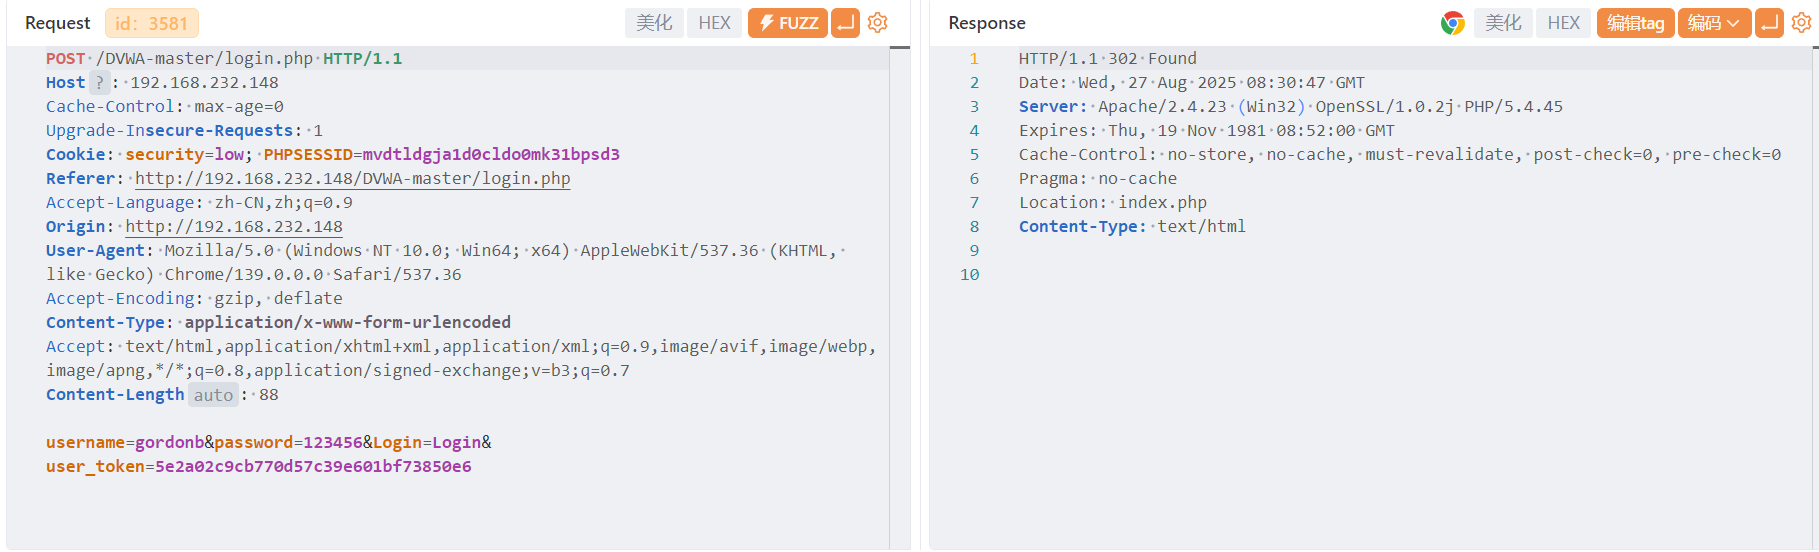 Request id: 3581 美化 HEX FUZZ
POST /DVWA-master/login.php HTTP/1.1
Host ? : 192.168.232.148
Cache-Control: max-age=0
Upgrade-Insecure-Requests: 1
Cookie: security=low; PHPSESSID=mvdtldgja1d0cldo0mk31bpsd3
Referer: http://192.168.232.148/DVWA-master/login.php
Accept-Language: zh-CN,zh;q=0.9
Origin: http://192.168.232.148
User-Agent: Mozilla/5.0 (Windows NT 10.0; Win64; x64) AppleWebKit/537.36 (KHTML,
like Gecko) Chrome/139.0.0.0 Safari/537.36
Accept-Encoding: gzip, deflate
Content-Type: application/x-www-form-urlencoded
Accept: text/html,application/xhtml+xml,application/xml;q=0.9,image/avif,image/webp,
image/apng,*/*;q=0.8,application/signed-exchange;v=b3;q=0.7
Content-Length auto : 88
username=gordonb&password=123456&Login=Login&
user_token=5e2a02c9cb770d57c39e601bf73850e6
Response 美化 HEX 编辑tag 编码
1 HTTP/1.1 302 Found
2 Date: Wed, 27 Aug 2025 08:30:47 GMT
3 Server: Apache/2.4.23 (Win32) OpenSSL/1.0.2j PHP/5.4.45
4 Expires: Thu, 19 Nov 1981 08:52:00 GMT
5 Cache-Control: no-store, no-cache, must-revalidate, post-check=0, pre-check=0
6 Pragma: no-cache
7 Location: index.php
8 Content-Type: text/html
9
10